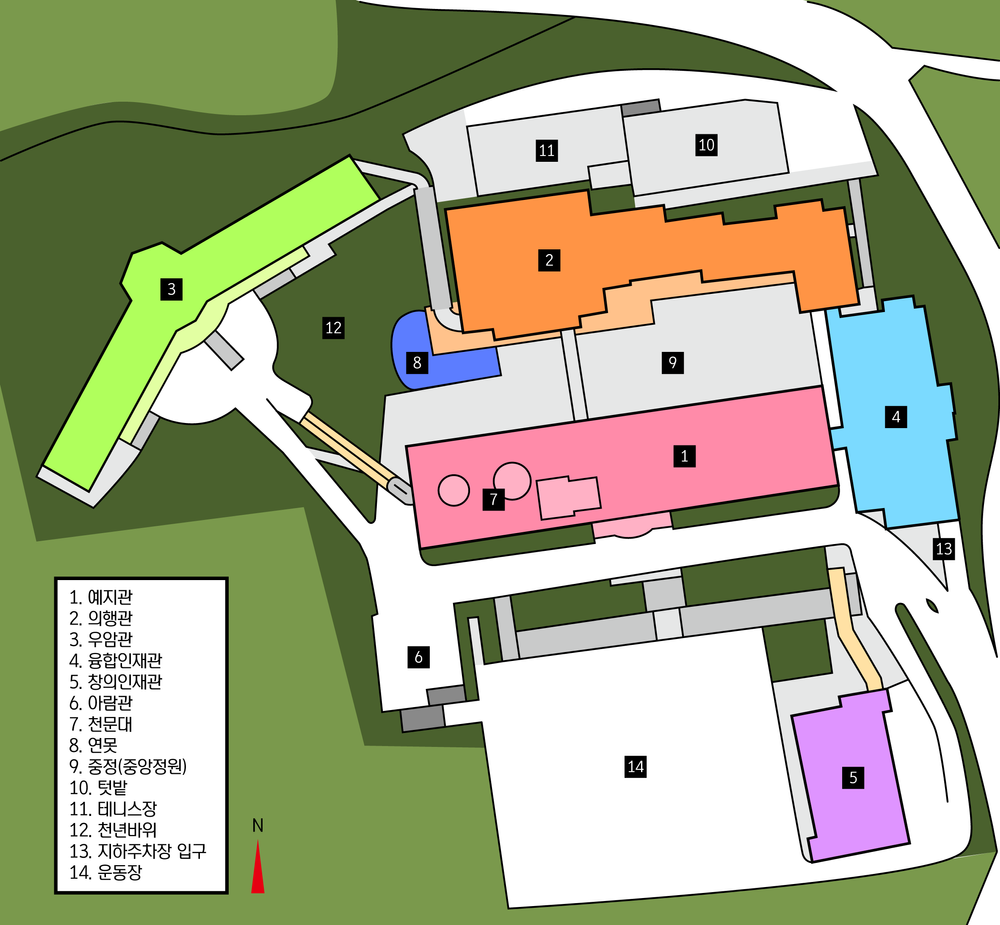 11
10
2
3
12
8
9
4
1
7
13
6
14
5
1. 예지관
2. 의행관
3. 우암관
4. 융합인재관
5. 창의인재관
6. 아람관
7. 천문대
8. 연못
9. 중정(중앙정원)
10. 텃밭
11. 테니스장
12. 천년바위
13. 지하주차장 입구
14. 운동장
N